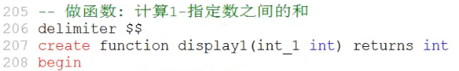 205 -- 做函数: 计算1-指定数之间的和
206 delimiter $$
207 create function display1(int_1 int) returns int
208 begin